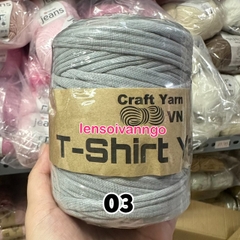 Jeans
Craft Yarn
VN
lensoivanngo
T-Shirt Y
03